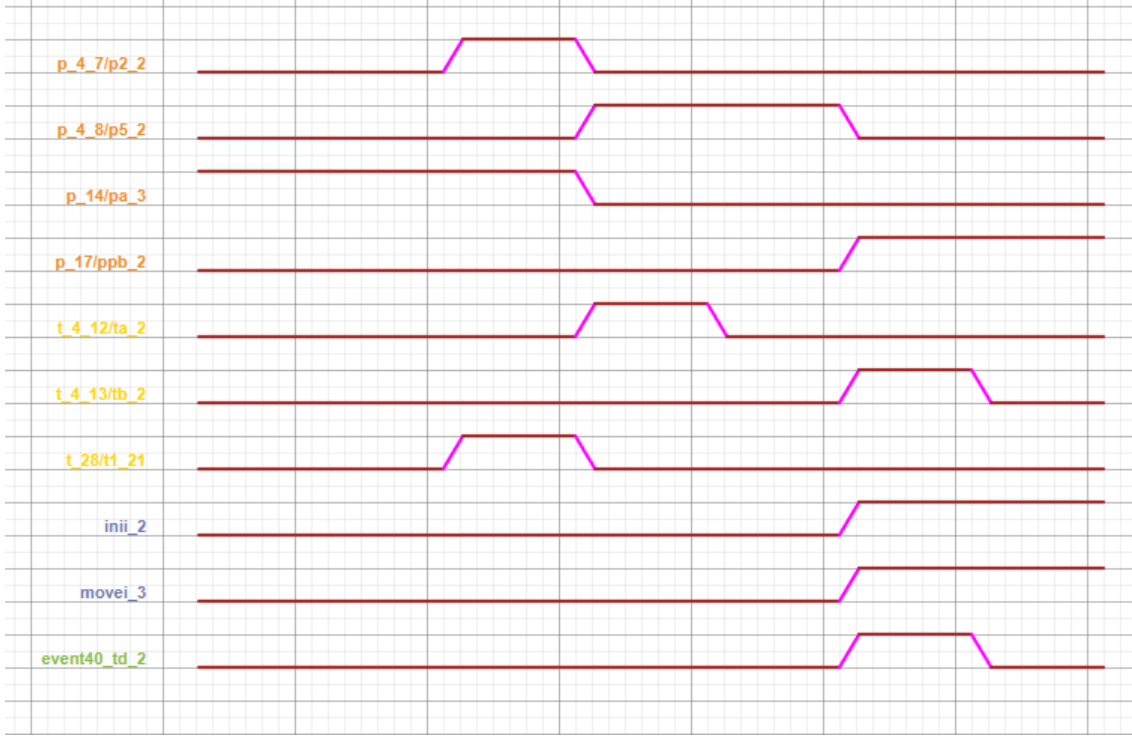 p_4_7/p2_2
p_4_8/p5_2
p_14/pa_3
p_17/ppb_2
t_4_12/ta_2
t_4_13/tb_2
t_28/t1_21
inii_2
movei_3
event40_td_2